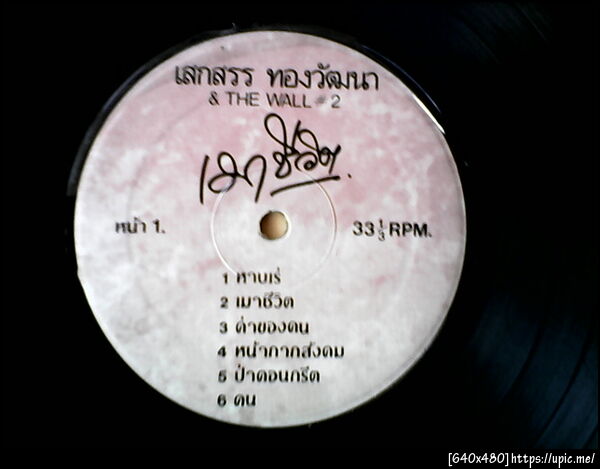 เสกสรร ทองวัฒนา
& THE WALL # 2
เมาชีวิต.
หน้า 1.
33 1/3 RPM.
1 หาบเร่
2 เมาชีวิต
3 ค่าของคน
4 หน้ากากสังคม
5 ป่าคอนกรีต
6 คน
[640x480]https://upic.me/